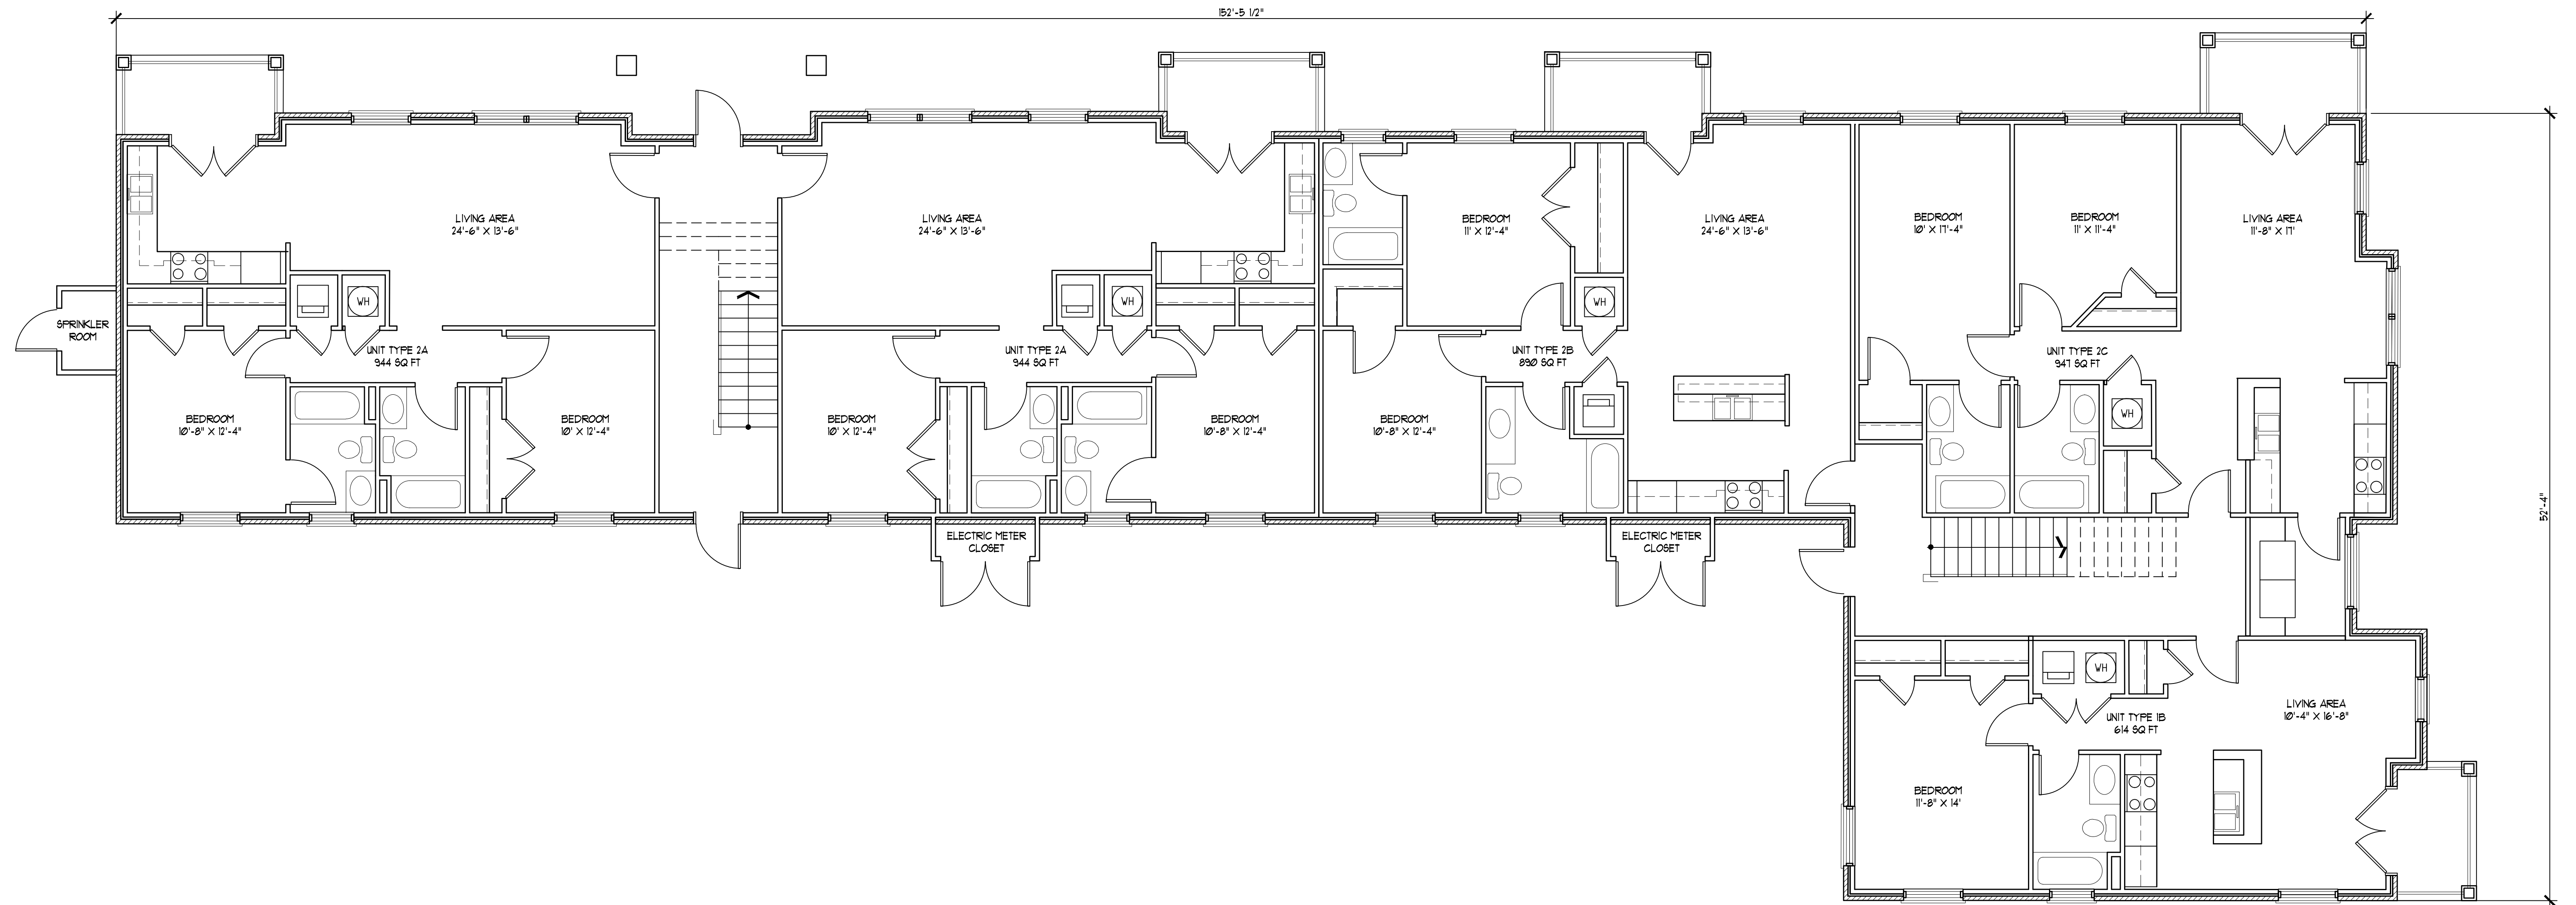 152'-5 1/2"
LIVING AREA
24'-6" X 13'-6"
LIVING AREA
24'-6" X 13'-6"
BEDROOM
11' X 12'-4"
LIVING AREA
24'-6" X 13'-6"
BEDROOM
10' X 17'-4"
BEDROOM
11' X 11'-4"
LIVING AREA
11'-8" X 17'
WH
WH
WH
SPRINKLER
ROOM
UNIT TYPE 2A
944 SQ FT
UNIT TYPE 2A
944 SQ FT
UNIT TYPE 2B
890 SQ FT
UNIT TYPE 2C
947 SQ FT
WH
BEDROOM
10'-8" X 12'-4"
BEDROOM
10' X 12'-4"
BEDROOM
10' X 12'-4"
BEDROOM
10'-8" X 12'-4"
BEDROOM
10'-8" X 12'-4"
52'-4"
ELECTRIC METER
CLOSET
ELECTRIC METER
CLOSET
WH
LIVING AREA
10'-4" X 16'-8"
UNIT TYPE 1B
614 SQ FT
BEDROOM
11'-8" X 14'